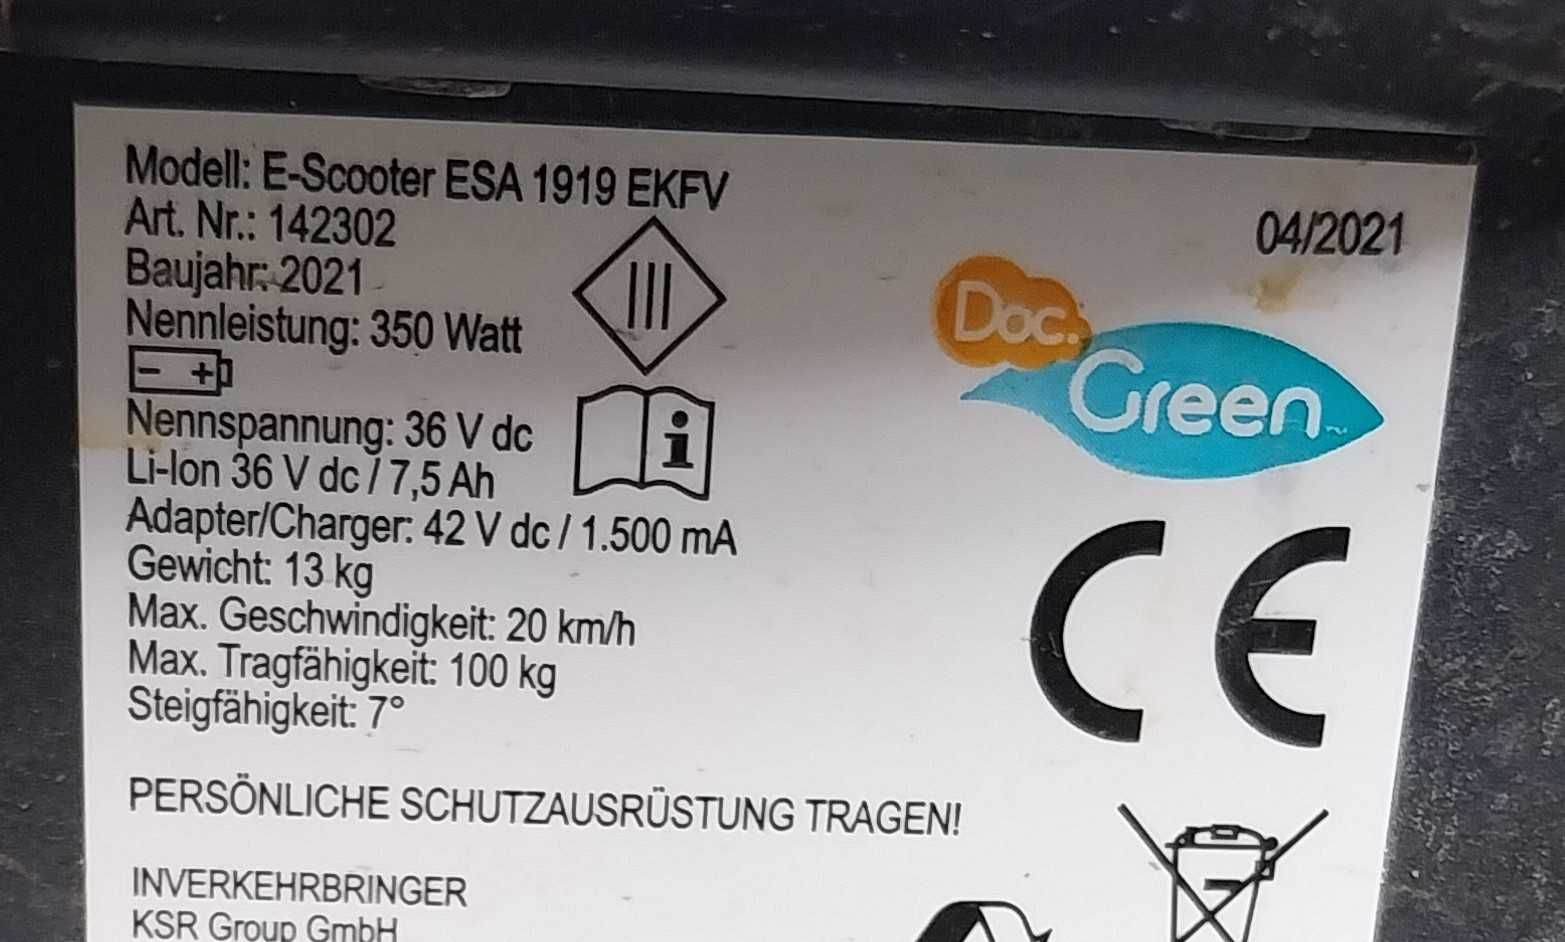 Modell: E-Scooter ESA 1919 EKFV
Art. Nr.: 142302
Baujahr: 2021
Nennleistung: 350 Watt
- +
Nennspannung: 36 V dc
Li-Ion 36 V dc / 7,5 Ah
Adapter/Charger: 42 V dc / 1.500 mA
Gewicht: 13 kg
Max. Geschwindigkeit: 20 km/h
Max. Tragfähigkeit: 100 kg
Steigfähigkeit: 7°
PERSÖNLICHE SCHUTZAUSRÜSTUNG TRAGEN!
INVERKEHRBRINGER
KSR Group GmbH
III
i
04/2021
Doc.
Green
CE